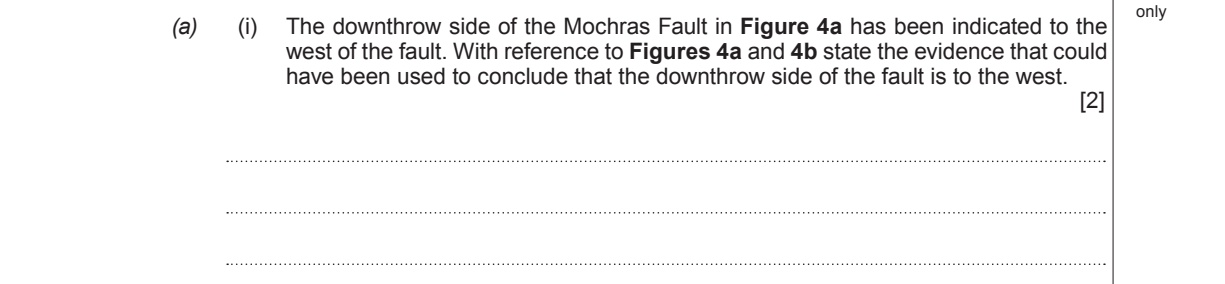 only
(a) (i) The downthrow side of the Mochras Fault in Figure 4a has been indicated to the
west of the fault. With reference to Figures 4a and 4b state the evidence that could
have been used to conclude that the downthrow side of the fault is to the west.
[2]